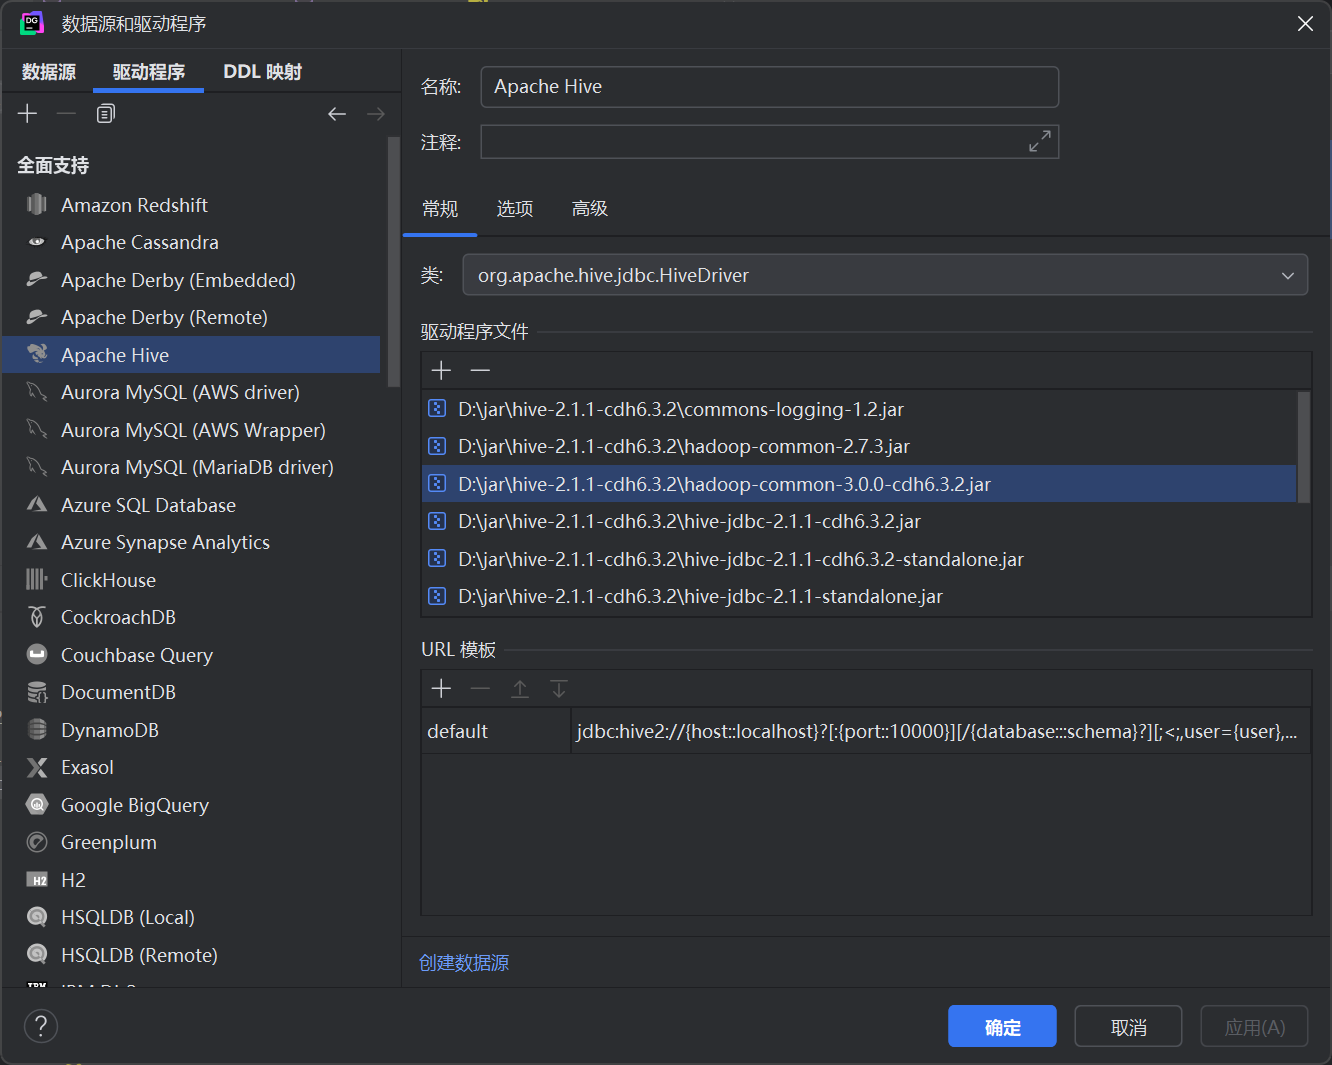 DG 数据源和驱动程序
数据源 驱动程序 DDL 映射
全面支持
Amazon Redshift
Apache Cassandra
Apache Derby (Embedded)
Apache Derby (Remote)
Apache Hive
Aurora MySQL (AWS driver)
Aurora MySQL (AWS Wrapper)
Aurora MySQL (MariaDB driver)
Azure SQL Database
Azure Synapse Analytics
ClickHouse
CockroachDB
Couchbase Query
DocumentDB
DynamoDB
Exasol
Google BigQuery
Greenplum
H2 H2
HSQLDB (Local)
HSQLDB (Remote)
名称: Apache Hive
注释:
常规 选项 高级
类: org.apache.hive.jdbc.HiveDriver
驱动程序文件
D:\jar\hive-2.1.1-cdh6.3.2\commons-logging-1.2.jar
D:\jar\hive-2.1.1-cdh6.3.2\hadoop-common-2.7.3.jar
D:\jar\hive-2.1.1-cdh6.3.2\hadoop-common-3.0.0-cdh6.3.2.jar
D:\jar\hive-2.1.1-cdh6.3.2\hive-jdbc-2.1.1-cdh6.3.2.jar
D:\jar\hive-2.1.1-cdh6.3.2\hive-jdbc-2.1.1-cdh6.3.2-standalone.jar
D:\jar\hive-2.1.1-cdh6.3.2\hive-jdbc-2.1.1-standalone.jar
URL 模板
default jdbc:hive2://{host::localhost}?[:{port::10000}][/{database:::schema}?][;<;,user={user},...
创建数据源
? 确定 取消 应用(A)